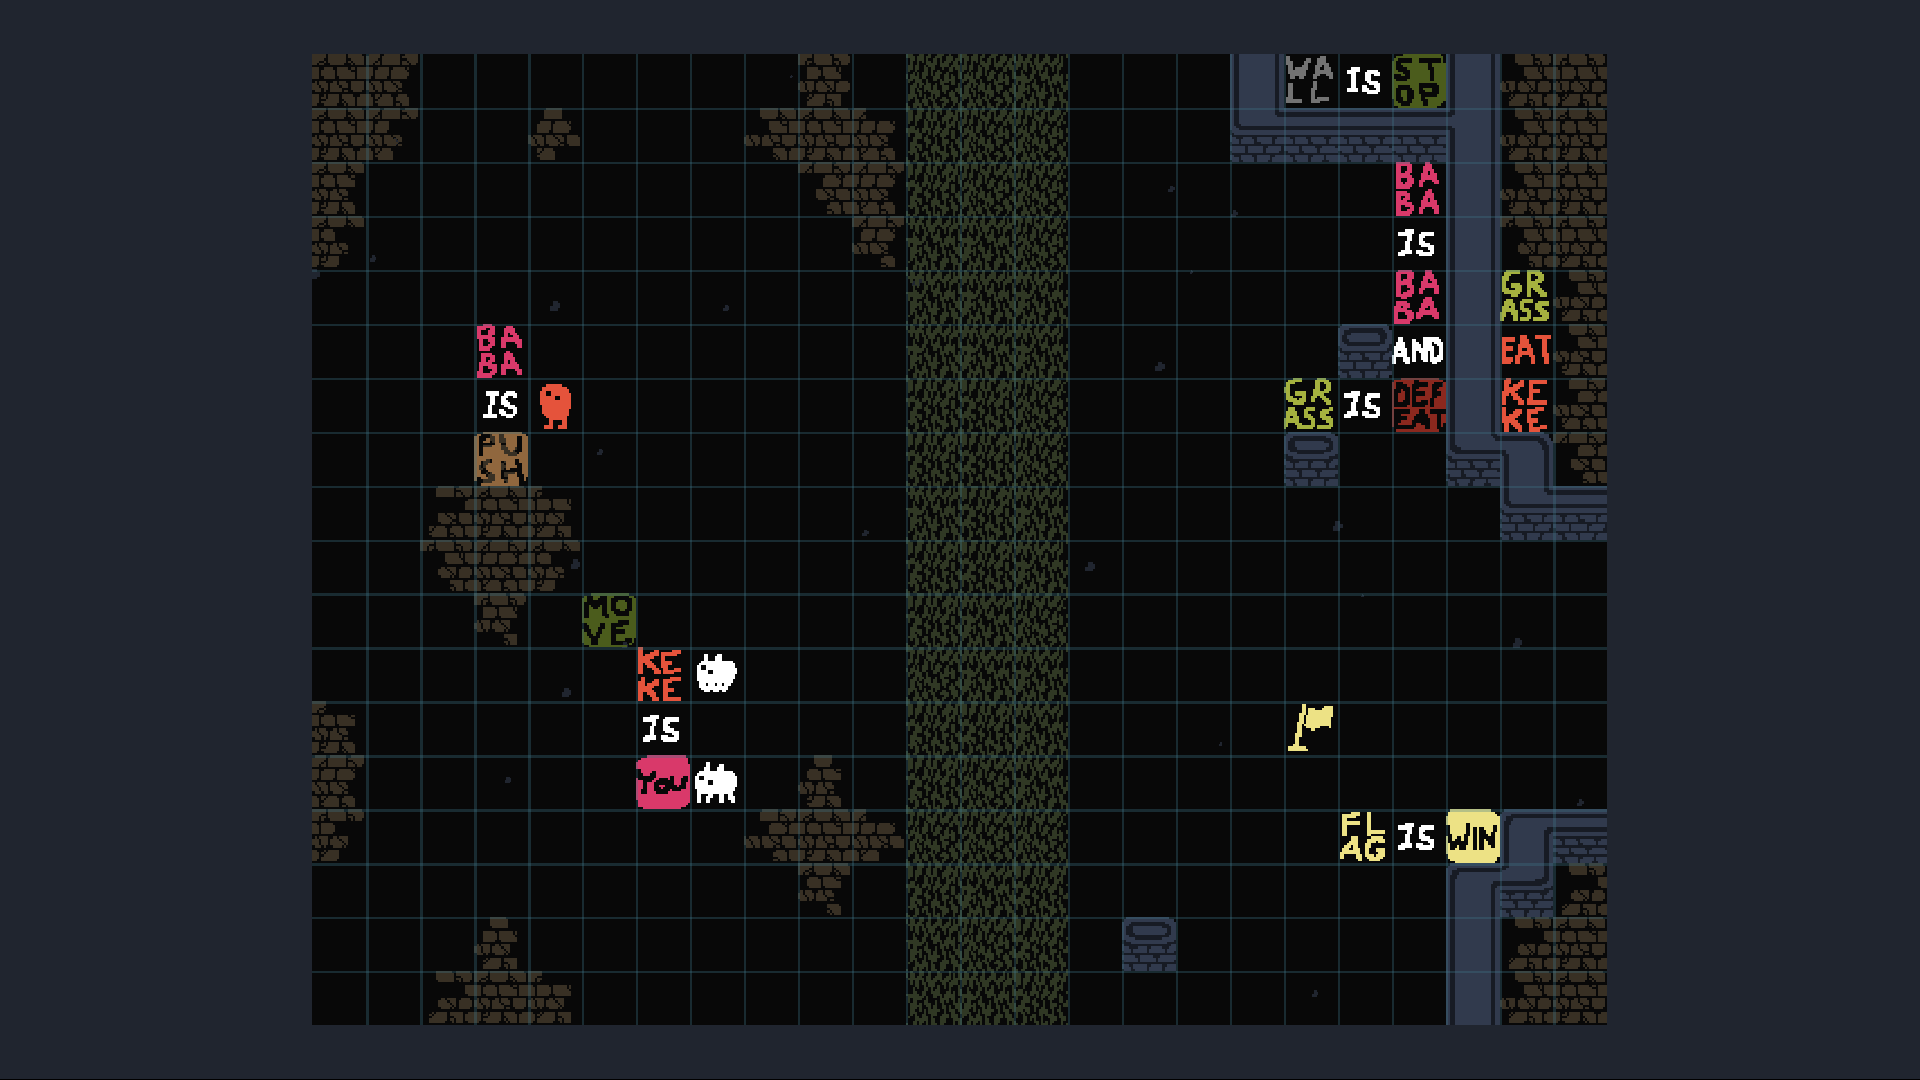 WALL IS STOP
BABA
IS
BABA
AND
GRASS IS DEFEAT
GRASS
EAT
KEKE
BABA
IS
PUSH
MOVE
KEKE
IS
YOU
FLAG IS WIN